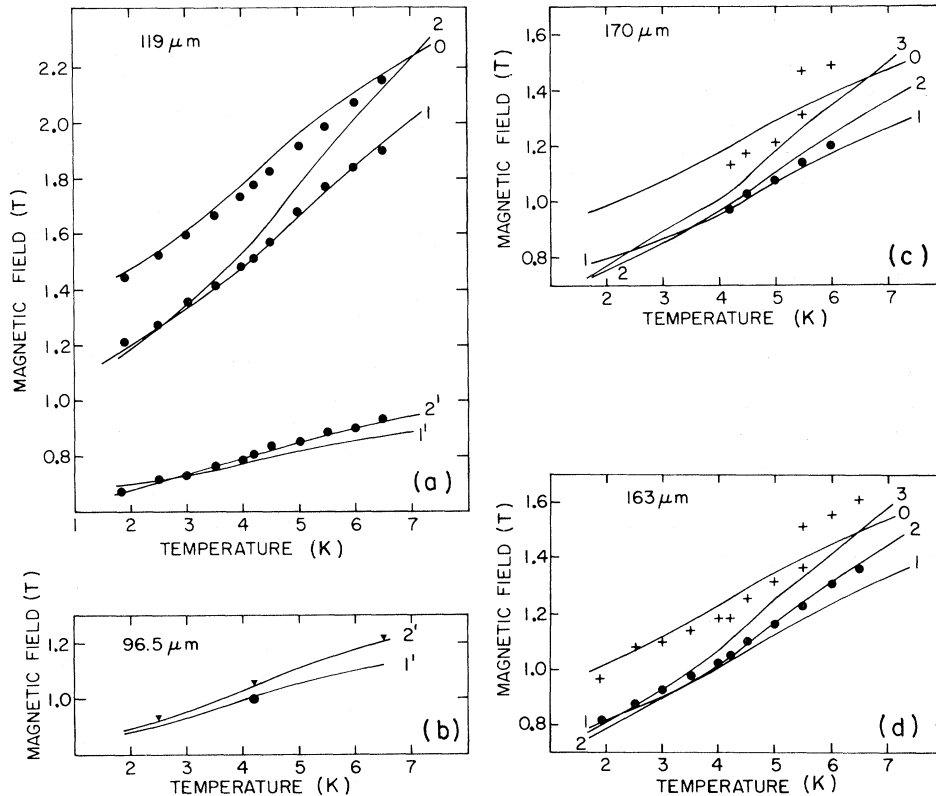 119 μm
MAGNETIC FIELD (T)
2.2
2.0
1.8
1.6
1.4
1.2
1.0
0.8
2
0
1
2'
1'
(a)
1 2 3 4 5 6 7
TEMPERATURE (K)
96.5 μm
MAGNETIC FIELD (T)
1.2
1.0
2'
1'
(b)
2 3 4 5 6 7
TEMPERATURE (K)
170 μm
MAGNETIC FIELD (T)
1.6
1.4
1.2
1.0
0.8
3
0
2
1
1
2
(c)
2 3 4 5 6 7
TEMPERATURE (K)
163 μm
MAGNETIC FIELD (T)
1.6
1.4
1.2
1.0
0.8
3
0
2
1
1
2
(d)
2 3 4 5 6 7
TEMPERATURE (K)